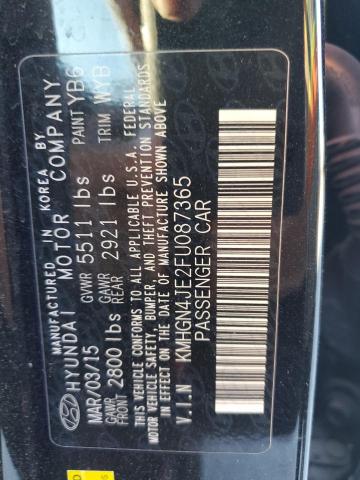 MANUFACTURED IN KOREA BY
HYUNDAI MOTOR COMPANY
MAR/03/15 GVWR 5511 lbs PAINT YB6
GAWR FRONT 2800 lbs GAWR REAR 2921 lbs TRIM WYB
THIS VEHICLE CONFORMS TO ALL APPLICABLE U.S.A. FEDERAL
MOTOR VEHICLE SAFETY, BUMPER, AND THEFT PREVENTION STANDARDS
IN EFFECT ON THE DATE OF MANUFACTURE SHOWN ABOVE
V.I.N KMHGN4JE2FU087365
PASSENGER CAR